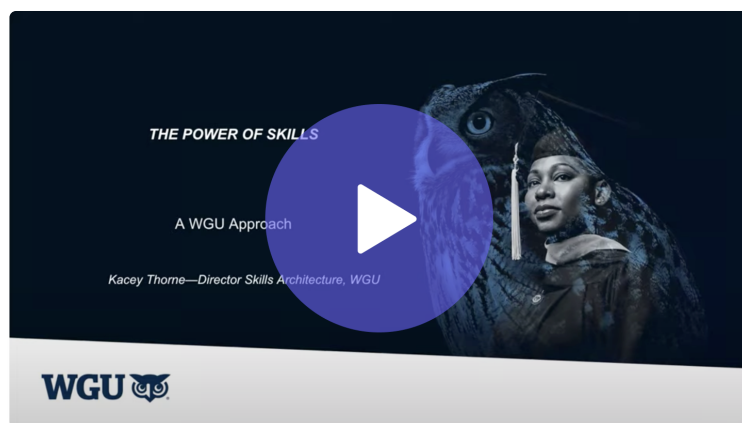 THE POWER OF SKILLS
A WGU Approach
Kacey Thorne—Director Skills Architecture, WGU
WGU